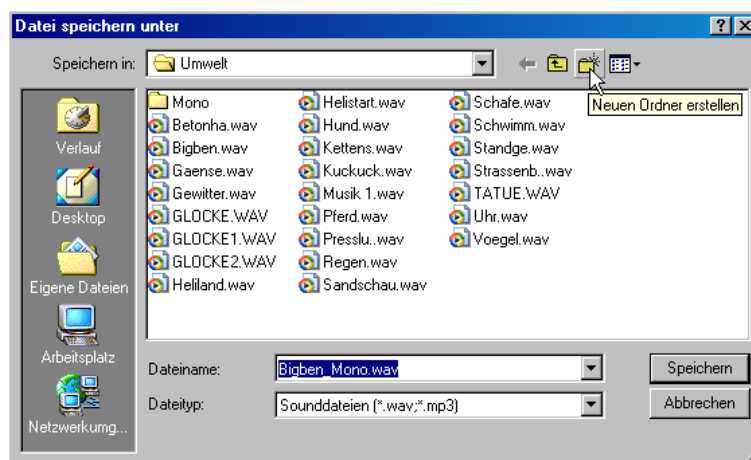 Datei speichern unter
Speichern in:
Umwelt
Neuen Ordner erstellen
Verlauf
Desktop
Eigene Dateien
Arbeitsplatz
Netzwerkumg...
Mono
Betonha.wav
Bigben.wav
Gaense.wav
Gewitter.wav
GLOCKE.WAV
GLOCKE1.WAV
GLOCKE2.WAV
Heliland.wav
Helistart.wav
Hund.wav
Kettens.wav
Kuckuck.wav
Musik 1.wav
Pferd.wav
Presslu..wav
Regen.wav
Sandschau.wav
Schafe.wav
Schwimm.wav
Standge.wav
Strassenb..wav
TATUE.WAV
Uhr.wav
Voegel.wav
Dateiname:
Bigben_Mono.wav
Speichern
Dateityp:
Sounddateien (*.wav;*.mp3)
Abbrechen